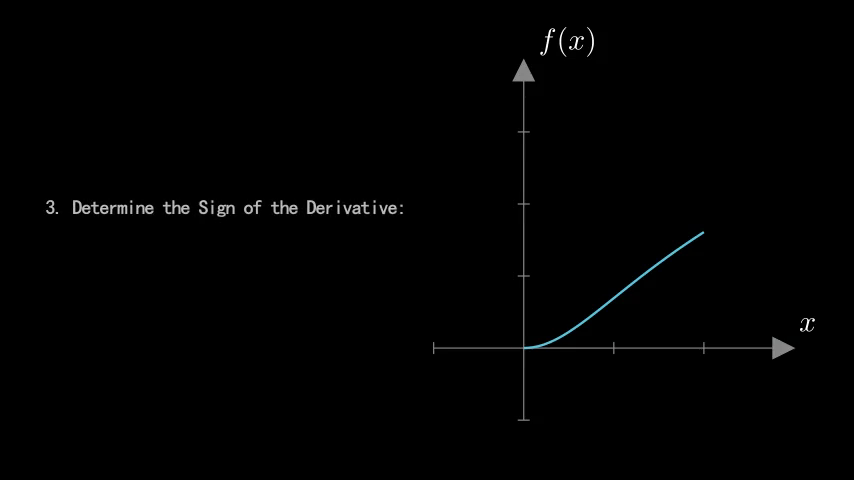 f(x)
3. Determine the Sign of the Derivative:
x